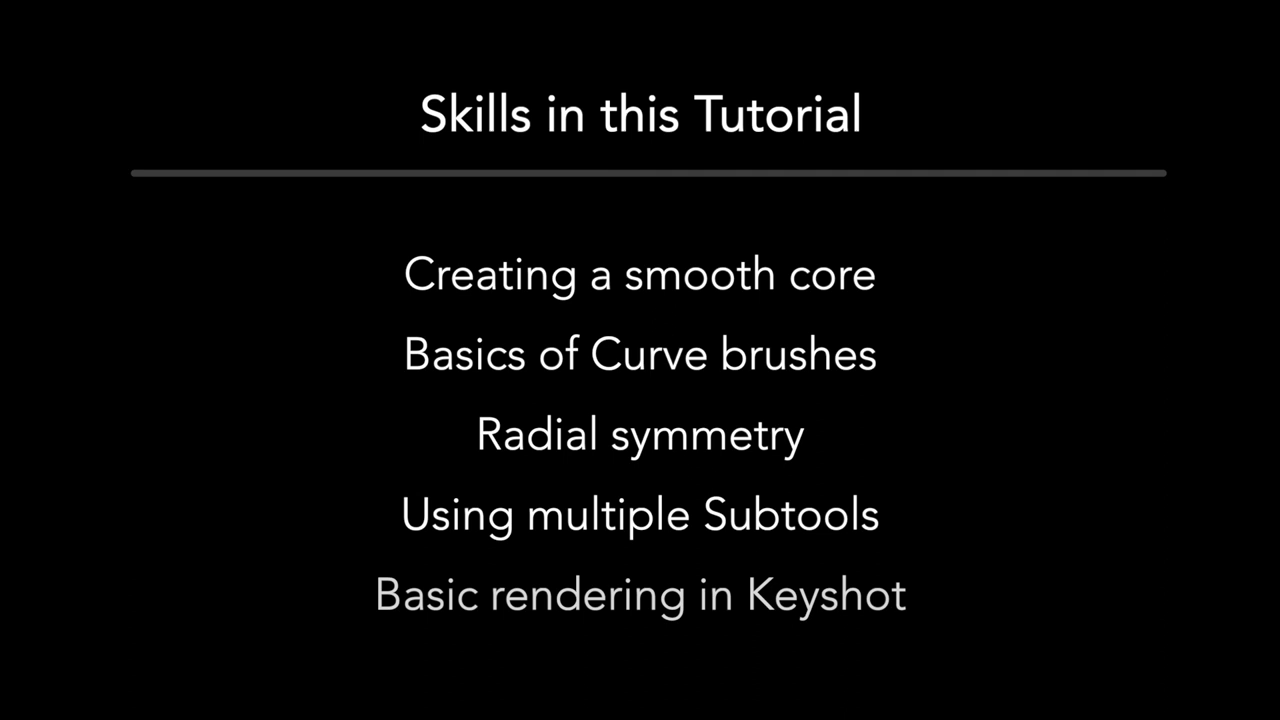 Skills in this Tutorial
Creating a smooth core
Basics of Curve brushes
Radial symmetry
Using multiple Subtools
Basic rendering in Keyshot